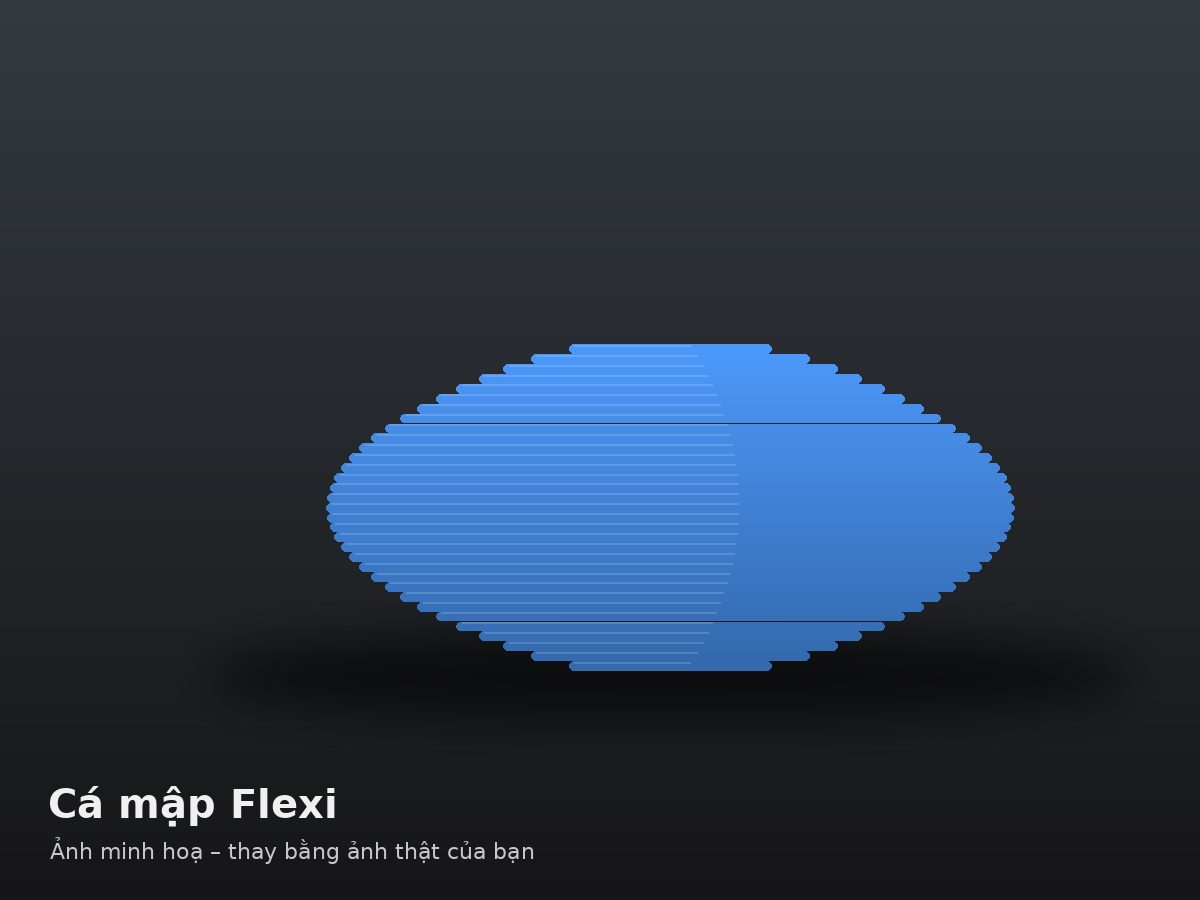 Cá mập Flexi
Ảnh minh hoạ – thay bằng ảnh thật của bạn